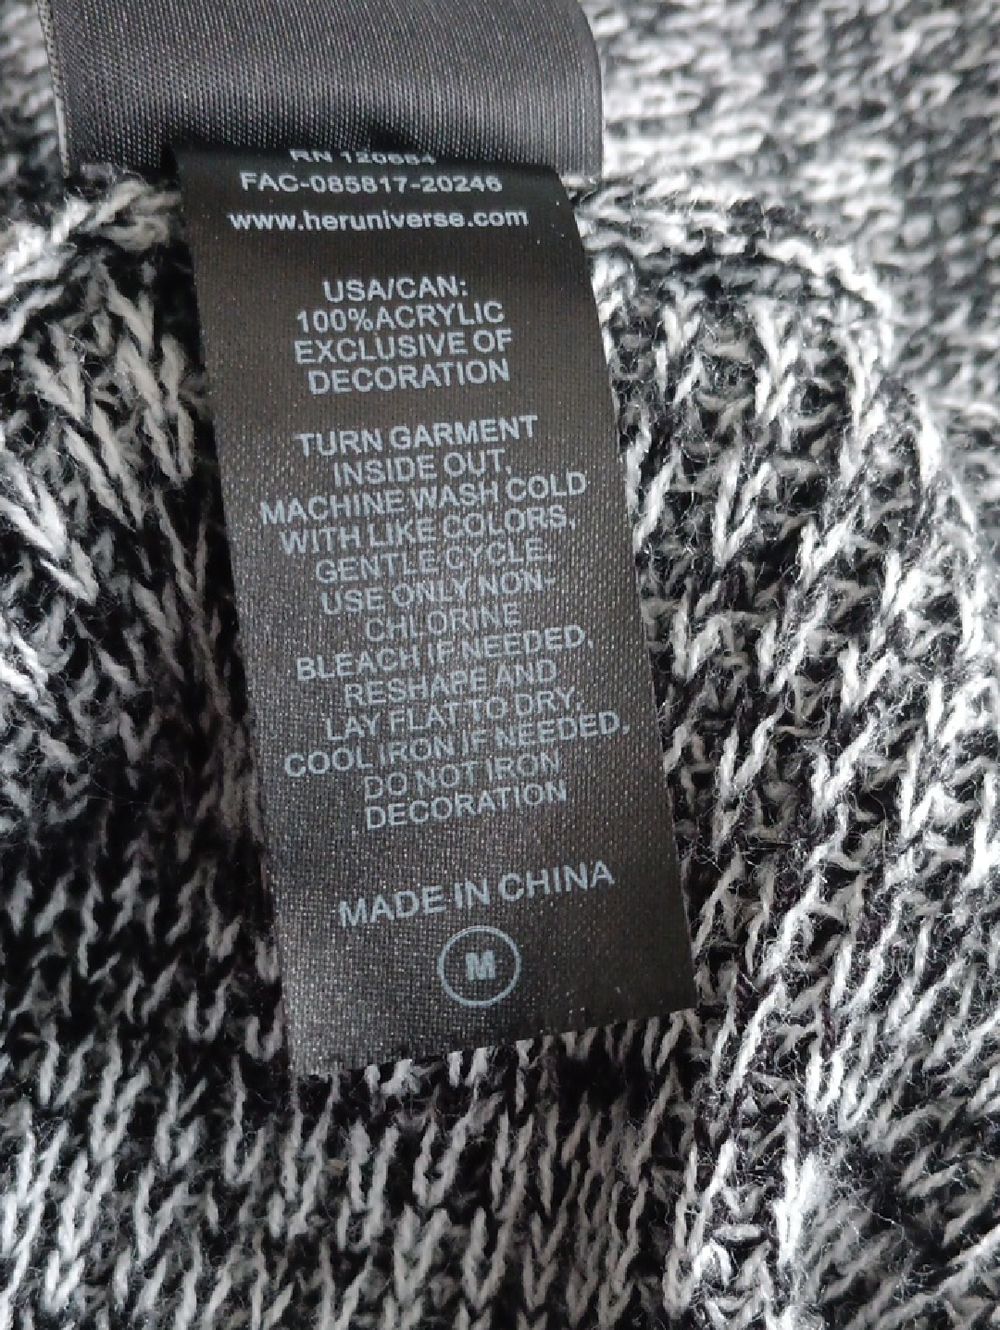 RN 120684
FAC-085817-20246
www.heruniverse.com
USA/CAN:
100%ACRYLIC
EXCLUSIVE OF
DECORATION
TURN GARMENT
INSIDE OUT,
MACHINE WASH COLD
WITH LIKE COLORS,
GENTLE CYCLE,
USE ONLY NON-
CHLORINE
BLEACH IF NEEDED,
RESHAPE AND
LAY FLAT TO DRY.
COOL IRON IF NEEDED,
DO NOT IRON
DECORATION
MADE IN CHINA
M